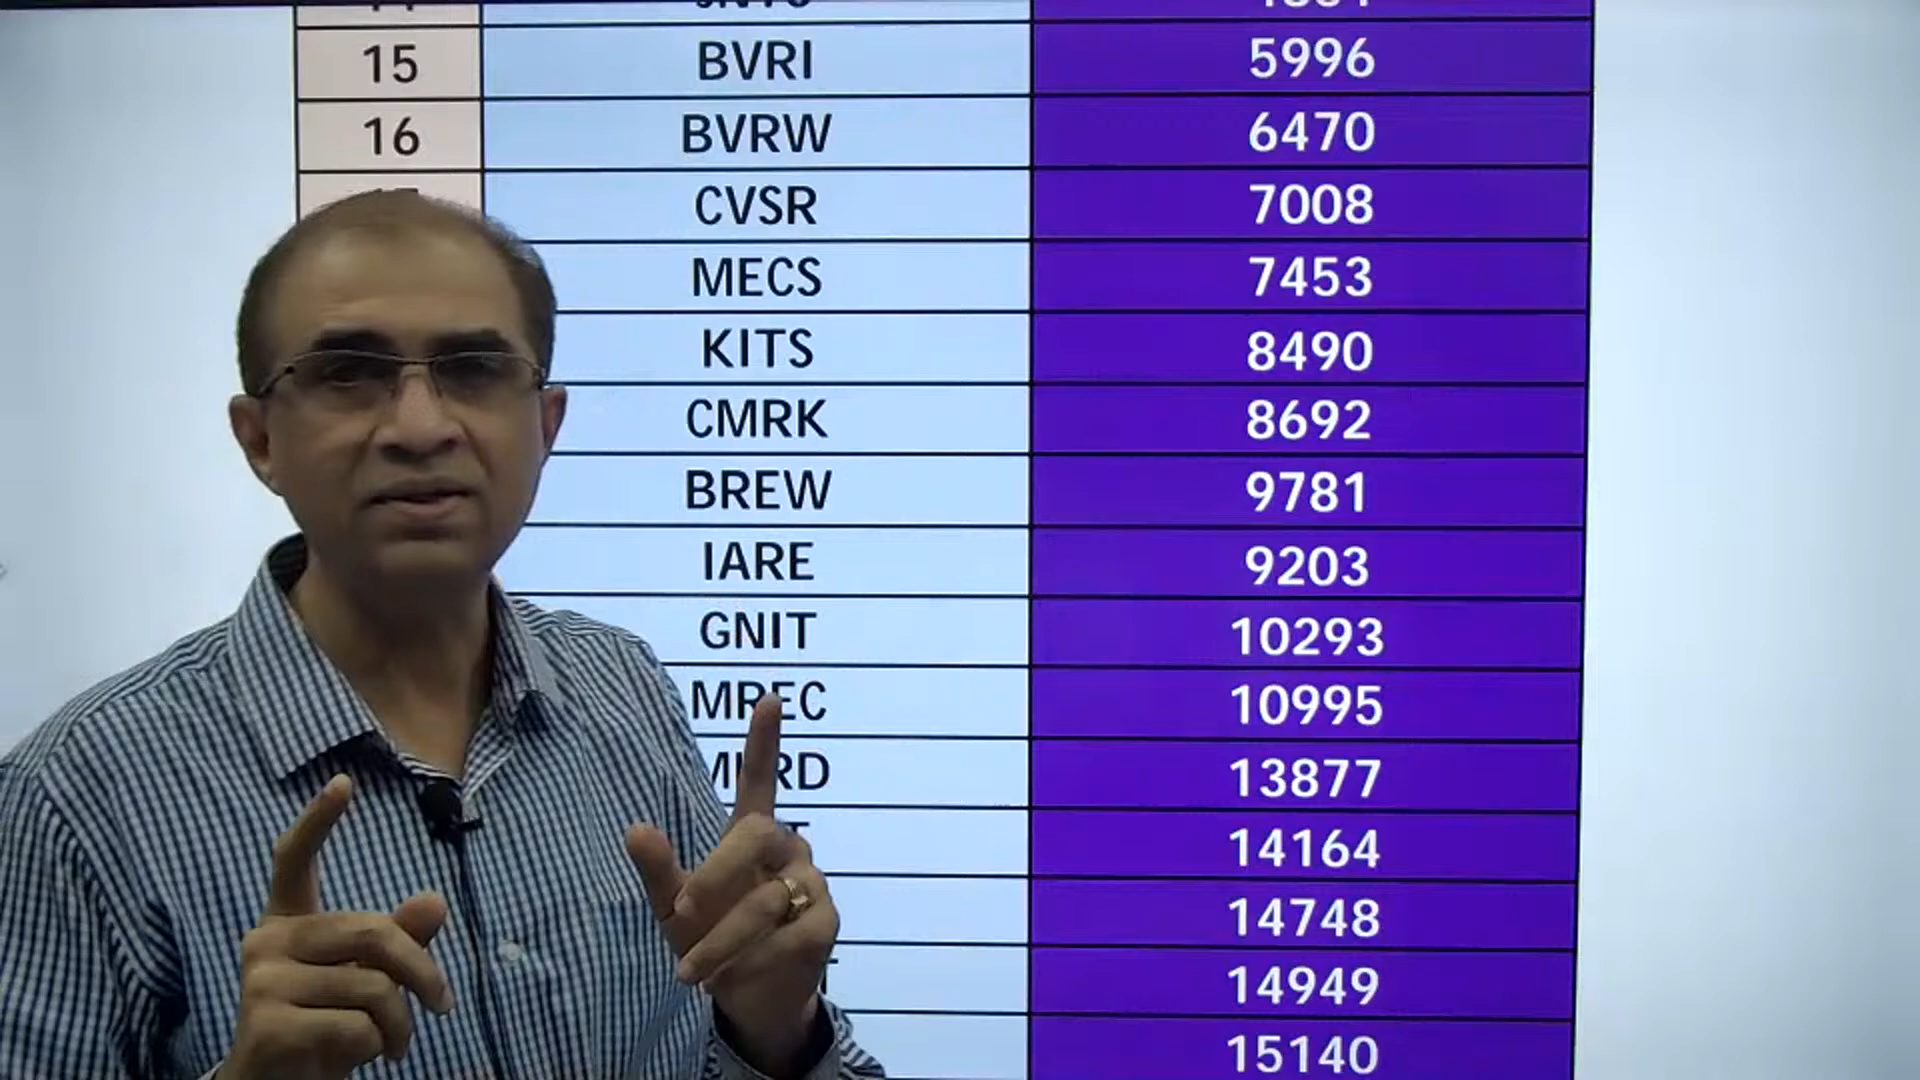 15 BVRI 5996
16 BVRW 6470
CVSR 7008
MECS 7453
KITS 8490
CMRK 8692
BREW 9781
IARE 9203
GNIT 10293
MREC 10995
13877
14164
14748
14949
15140